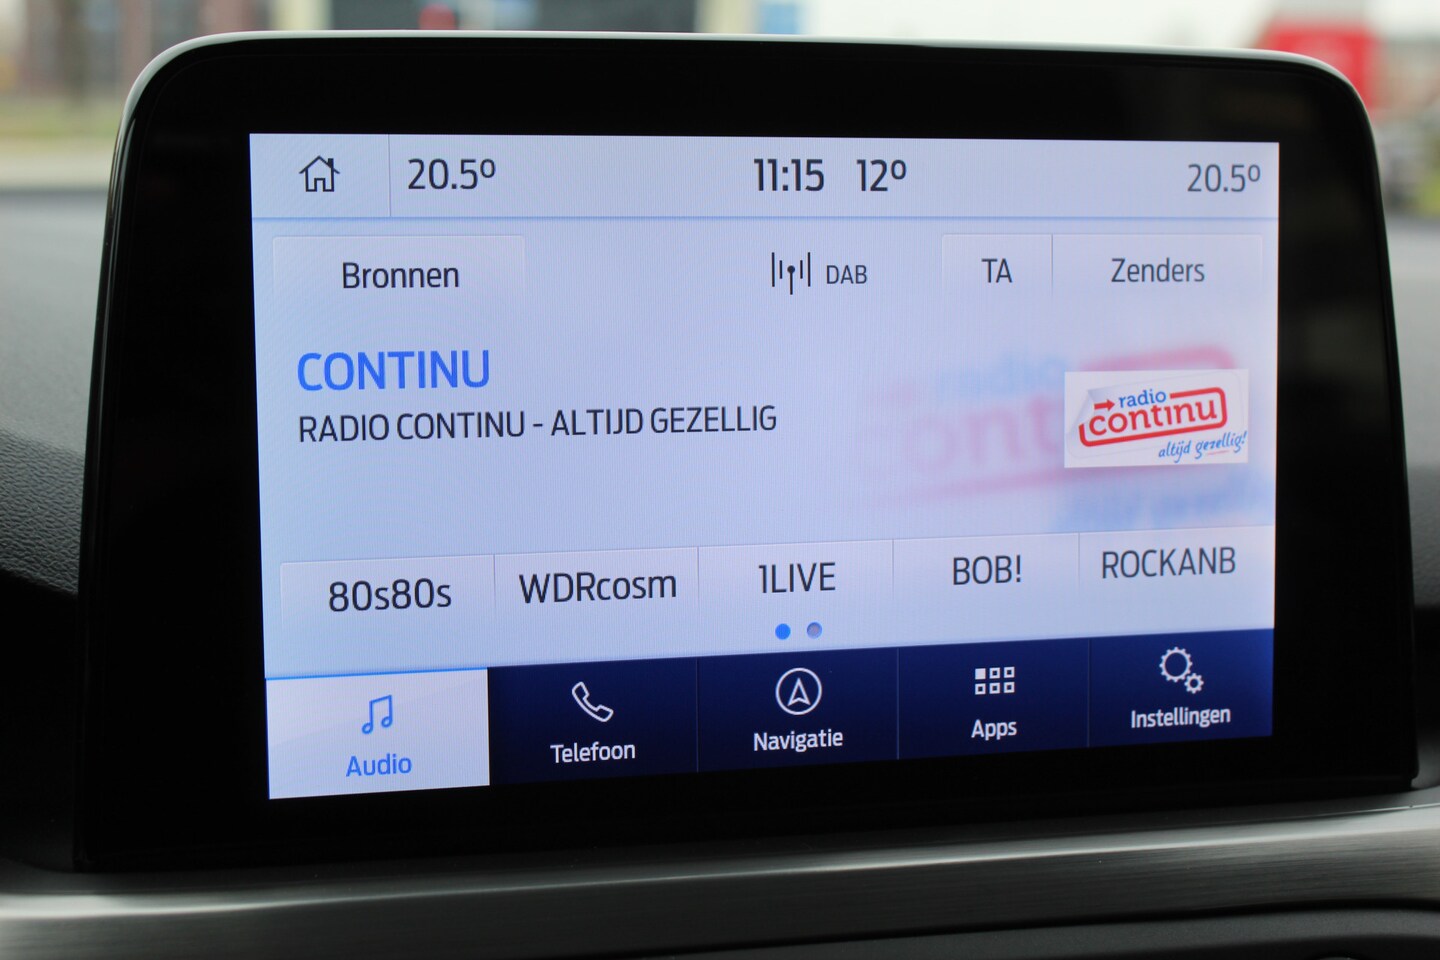 20.5º 11:15 12º 20.5º
Bronnen DAB TA Zenders
CONTINU
RADIO CONTINU - ALTIJD GEZELLIG
radio
continu
altijd gezellig!
80s80s WDRcosm 1LIVE BOB! ROCKANB
Audio Telefoon Navigatie Apps Instellingen